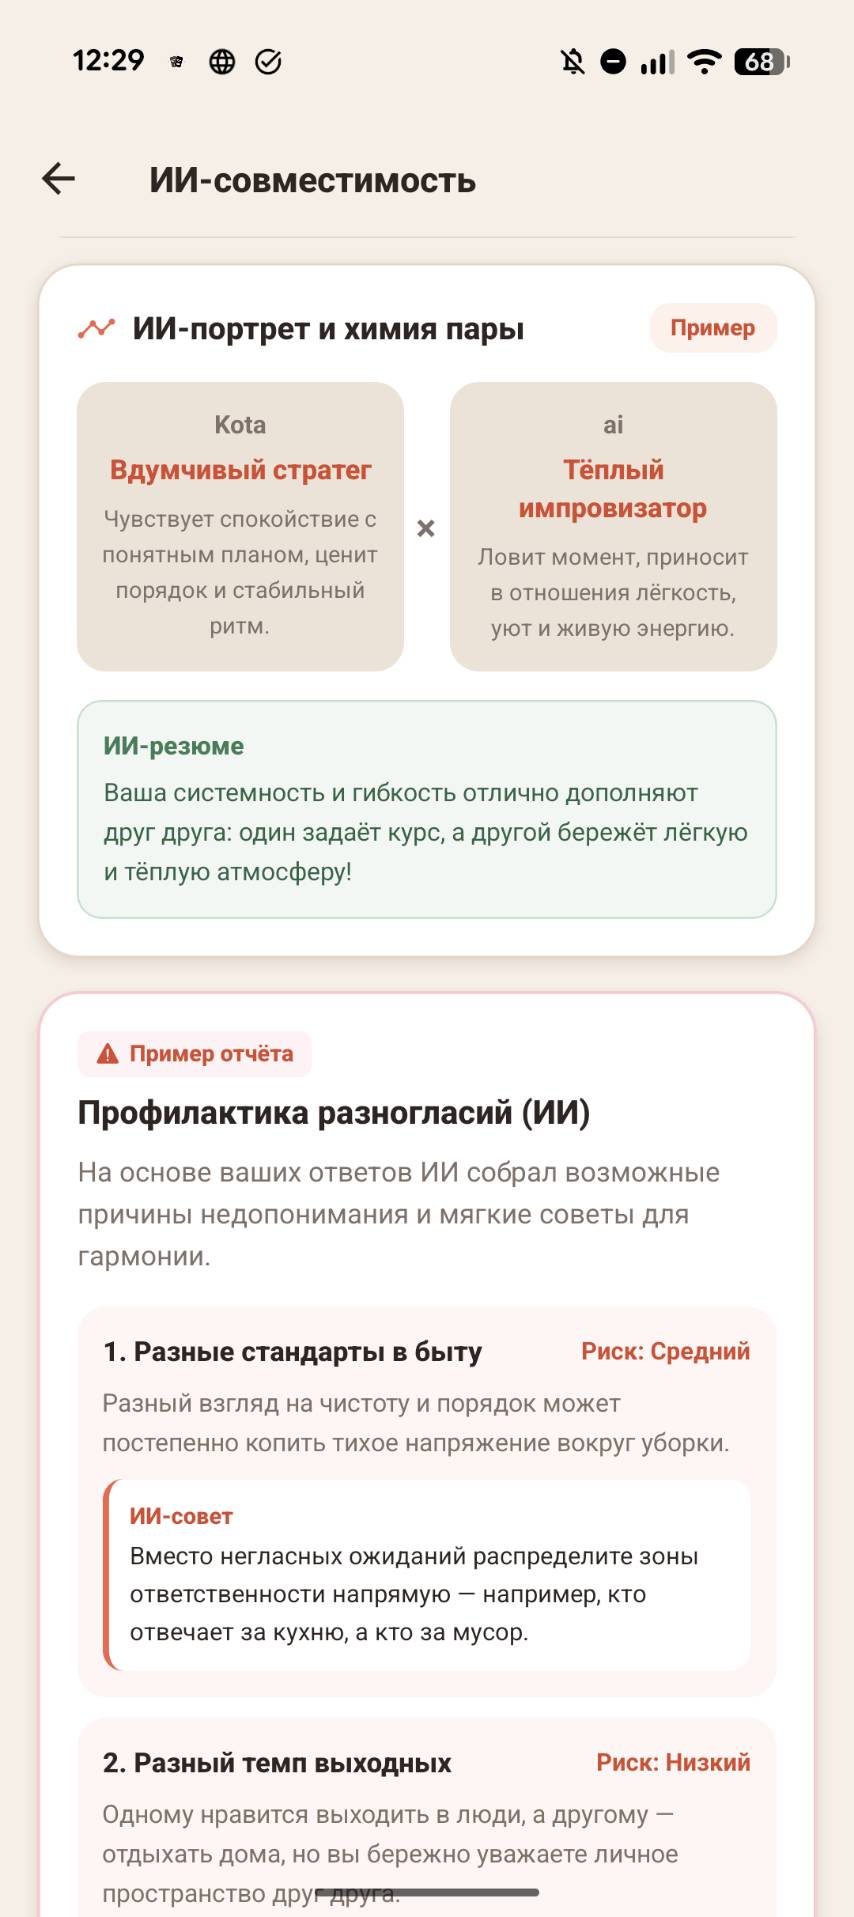 12:29
68
ИИ-совместимость
ИИ-портрет и химия пары
Пример
Kota
Вдумчивый стратег
Чувствует спокойствие с
понятным планом, ценит
порядок и стабильный
ритм.
×
ai
Тёплый
импровизатор
Ловит момент, приносит
в отношения лёгкость,
уют и живую энергию.
ИИ-резюме
Ваша системность и гибкость отлично дополняют
друг друга: один задаёт курс, а другой бережёт лёгкую
и тёплую атмосферу!
Пример отчёта
Профилактика разногласий (ИИ)
На основе ваших ответов ИИ собрал возможные
причины недопонимания и мягкие советы для
гармонии.
1. Разные стандарты в быту
Риск: Средний
Разный взгляд на чистоту и порядок может
постепенно копить тихое напряжение вокруг уборки.
ИИ-совет
Вместо негласных ожиданий распределите зоны
ответственности напрямую — например, кто
отвечает за кухню, а кто за мусор.
2. Разный темп выходных
Риск: Низкий
Одному нравится выходить в люди, а другому —
отдыхать дома, но вы бережно уважаете личное
пространство друг друга.